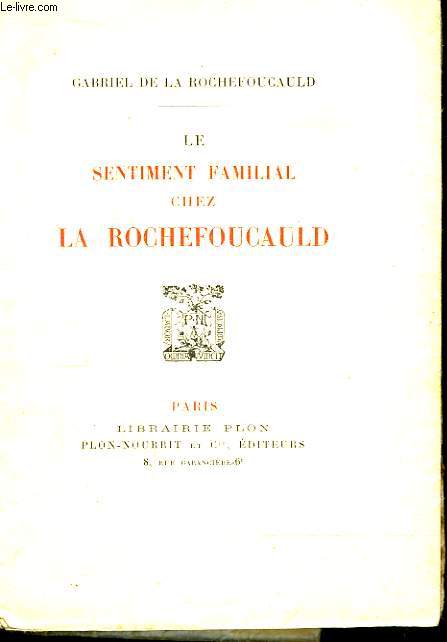 Le-livre.com
GABRIEL DE LA ROCHEFOUCAULD
LE
SENTIMENT FAMILIAL
CHEZ
LA ROCHEFOUCAULD
PARIS
LIBRAIRIE PLON
PLON-NOURRIT ET Cie, ÉDITEURS
8, RUE GARANCIÈRE-6e